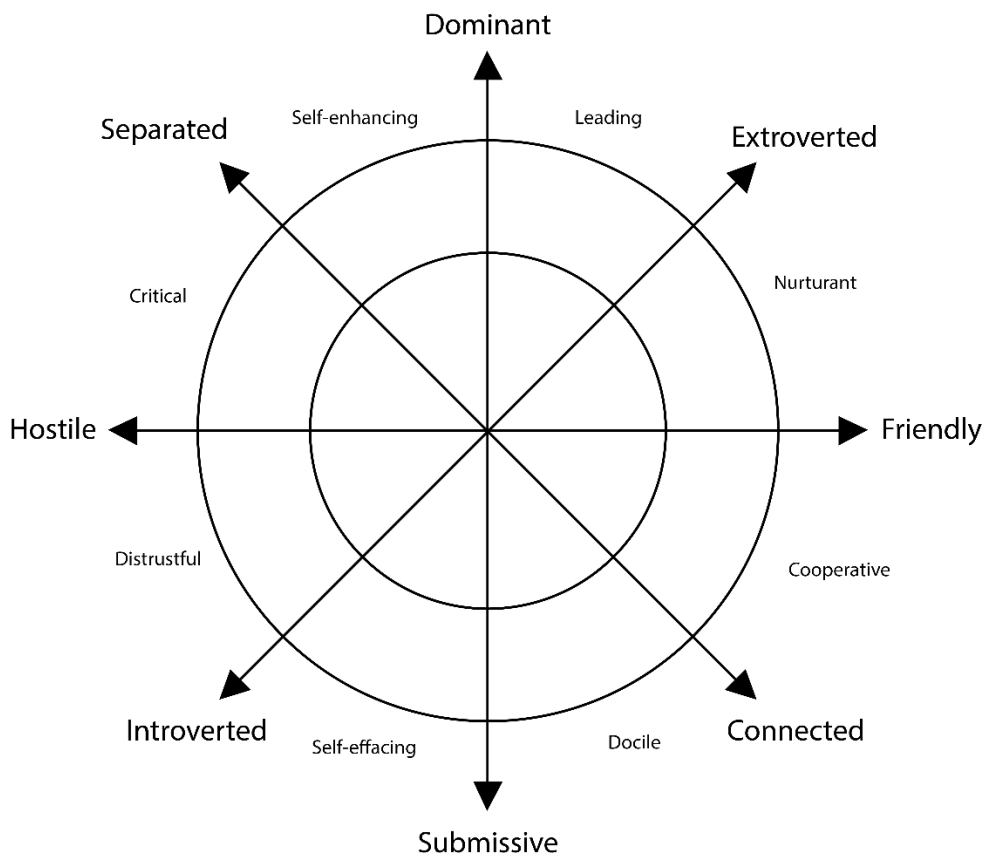 Dominant
Self-enhancing
Leading
Separated
Extroverted
Critical
Nurturant
Hostile
Friendly
Distrustful
Cooperative
Introverted
Connected
Self-effacing
Docile
Submissive